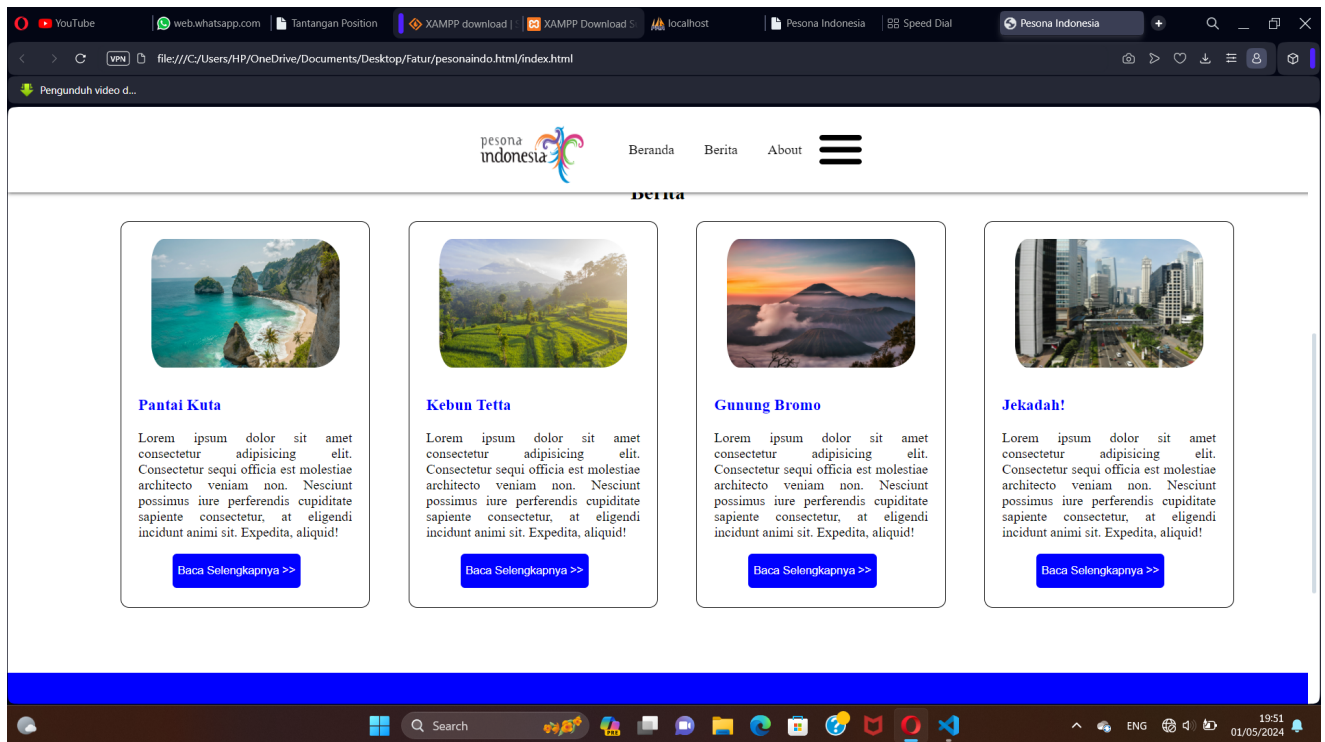 YouTube
web.whatsapp.com
Tantangan Position
XAMPP download |
XAMPP Download S
localhost
Pesona Indonesia
Speed Dial
Pesona Indonesia
VPN
file:///C:/Users/HP/OneDrive/Documents/Desktop/Fatur/pesonaindo.html/index.html
Pengunduh video d...
pesona
indonesia
Beranda
Berita
About
Berita
Pantai Kuta
Lorem ipsum dolor sit amet
consectetur adipisicing elit.
Consectetur sequi officia est molestiae
architecto veniam non. Nesciunt
possimus iure perferendis cupiditate
sapiente consectetur, at eligendi
incidunt animi sit. Expedita, aliquid!
Baca Selengkapnya >>
Kebun Tetta
Lorem ipsum dolor sit amet
consectetur adipisicing elit.
Consectetur sequi officia est molestiae
architecto veniam non. Nesciunt
possimus iure perferendis cupiditate
sapiente consectetur, at eligendi
incidunt animi sit. Expedita, aliquid!
Baca Selengkapnya >>
Gunung Bromo
Lorem ipsum dolor sit amet
consectetur adipisicing elit.
Consectetur sequi officia est molestiae
architecto veniam non. Nesciunt
possimus iure perferendis cupiditate
sapiente consectetur, at eligendi
incidunt animi sit. Expedita, aliquid!
Baca Selengkapnya >>
Jekadah!
Lorem ipsum dolor sit amet
consectetur adipisicing elit.
Consectetur sequi officia est molestiae
architecto veniam non. Nesciunt
possimus iure perferendis cupiditate
sapiente consectetur, at eligendi
incidunt animi sit. Expedita, aliquid!
Baca Selengkapnya >>
Search
PRE
ENG
19:51
01/05/2024